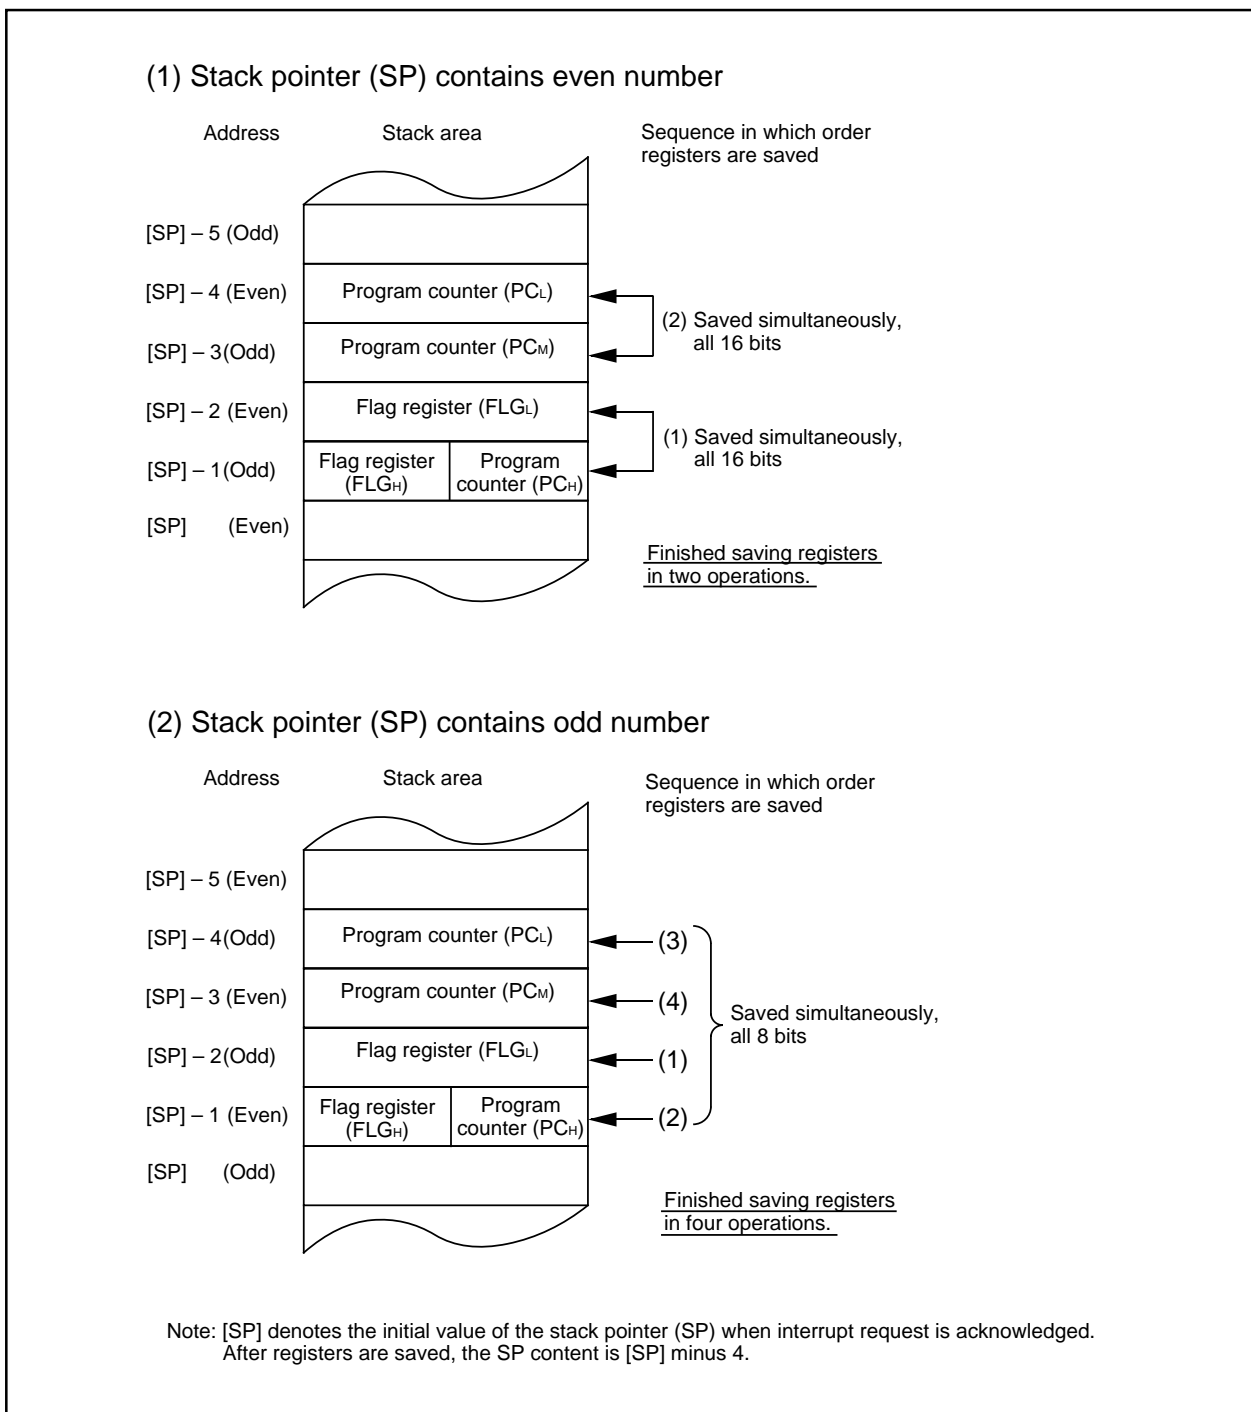 (1) Stack pointer (SP) contains even number
Address
Stack area
Sequence in which order
registers are saved
[SP] – 5 (Odd)
[SP] – 4 (Even)
Program counter (PCL)
[SP] – 3(Odd)
Program counter (PCM)
(2) Saved simultaneously,
all 16 bits
[SP] – 2 (Even)
Flag register (FLGL)
[SP] – 1(Odd)
Flag register
(FLGH)
Program
counter (PCH)
(1) Saved simultaneously,
all 16 bits
[SP] (Even)
Finished saving registers
in two operations.
(2) Stack pointer (SP) contains odd number
Address
Stack area
Sequence in which order
registers are saved
[SP] – 5 (Even)
[SP] – 4(Odd)
Program counter (PCL)
(3)
[SP] – 3 (Even)
Program counter (PCM)
(4)
Saved simultaneously,
all 8 bits
[SP] – 2(Odd)
Flag register (FLGL)
(1)
[SP] – 1 (Even)
Flag register
(FLGH)
Program
counter (PCH)
(2)
[SP] (Odd)
Finished saving registers
in four operations.
Note: [SP] denotes the initial value of the stack pointer (SP) when interrupt request is acknowledged.
After registers are saved, the SP content is [SP] minus 4.